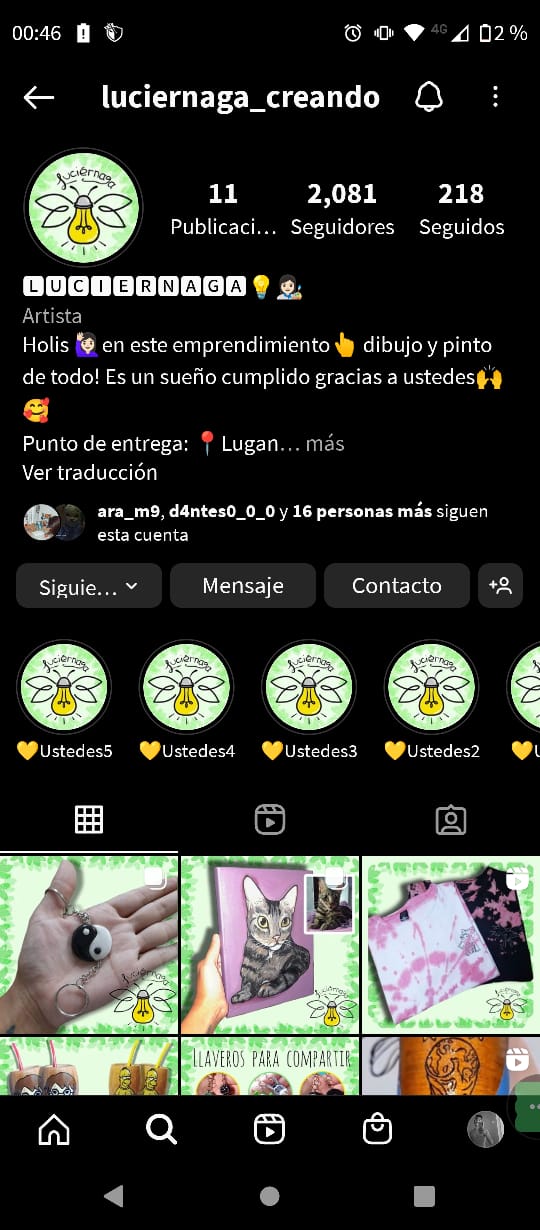 00:46
4G 2 %
luciernaga_creando
luciérnaga
11 2,081 218
Publicaci... Seguidores Seguidos
🄻🅄🄲🄸🄴🅁🄽🄰🄶🄰💡👩🏻‍🎨
Artista
Holis 🙋🏻‍♀️ en este emprendimiento👆 dibujo y pinto
de todo! Es un sueño cumplido gracias a ustedes🙌
🥰
Punto de entrega: 📍Lugan... más
Ver traducción
ara_m9, d4ntes0_0_0 y 16 personas más siguen
esta cuenta
Siguie... Mensaje Contacto
luciérnaga luciérnaga luciérnaga luciérnaga
💛Ustedes5 💛Ustedes4 💛Ustedes3 💛Ustedes2 💛U
luciérnaga luciérnaga luciérnaga
LLAVEROS PARA COMPARTIR